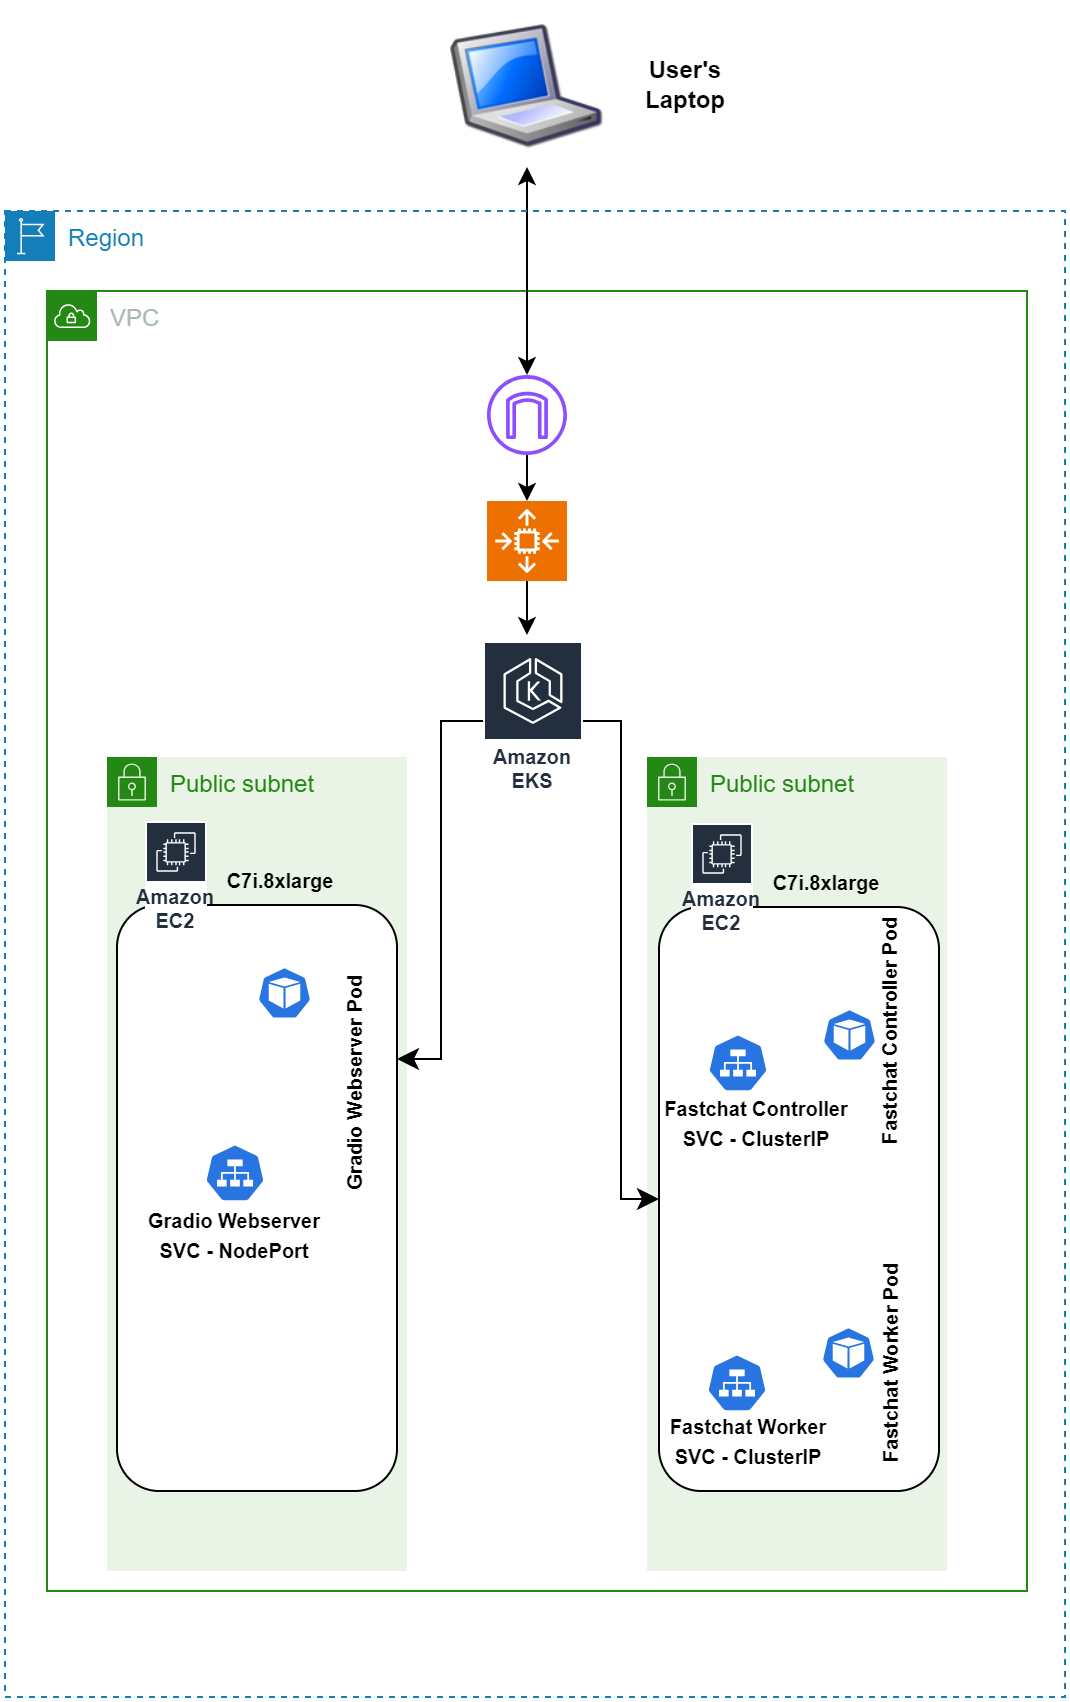 User's
Laptop
Region
VPC
Amazon
EKS
Public subnet
Amazon
EC2
C7i.8xlarge
Gradio Webserver Pod
Gradio Webserver
SVC - NodePort
Public subnet
Amazon
EC2
C7i.8xlarge
Fastchat Controller Pod
Fastchat Controller
SVC - ClusterIP
Fastchat Worker Pod
Fastchat Worker
SVC - ClusterIP
K